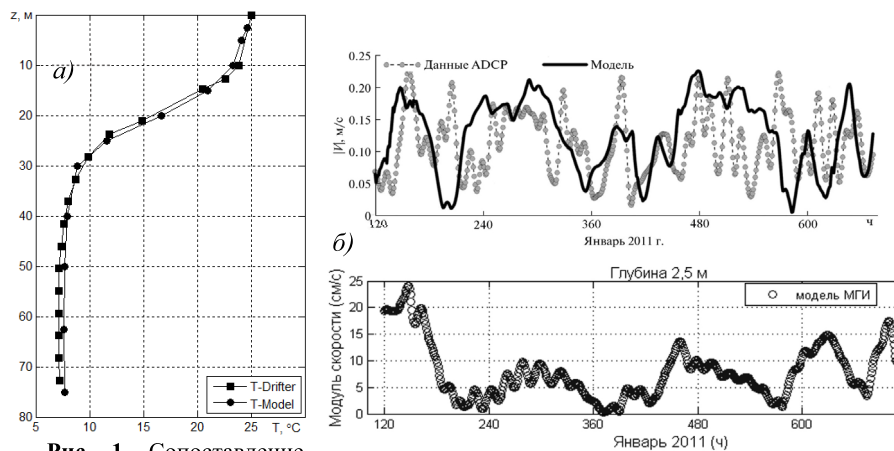 z, м
0
10
20
30
40
50
60
70
80
5
10
15
20
25
T, °C
а)
T-Drifter
T-Model
Рис. 1. Сопоставление
0.25
0.20
0.15
0.10
0.05
0
|И|, м/с
Данные ADCP
Модель
120
240
360
480
600
ч
Январь 2011 г.
б)
Глубина 2,5 м
25
20
15
10
5
0
Модуль скорости (см/с)
модель МГИ
120
240
360
480
600
Январь 2011 (ч)